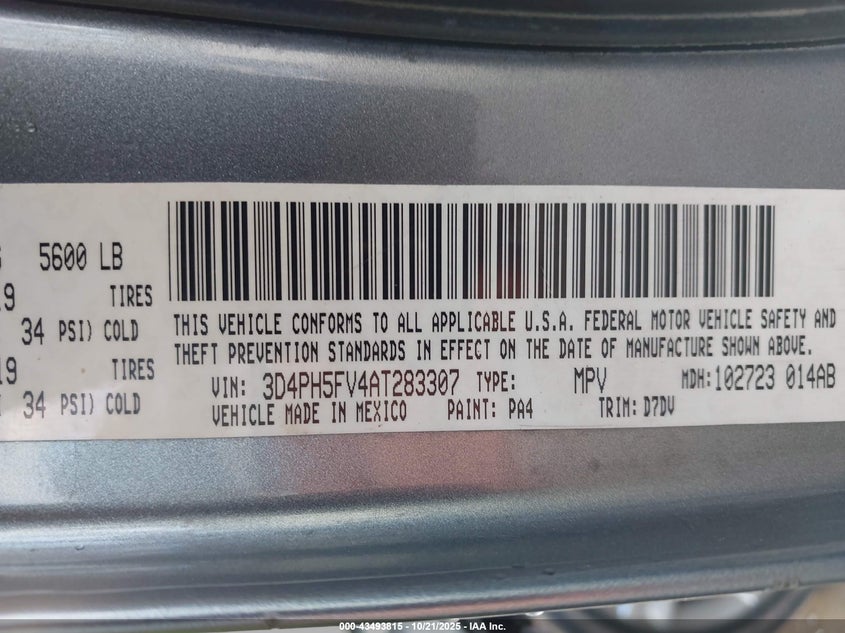 5600 LB
TIRES
34 PSI) COLD
TIRES
34 PSI) COLD
THIS VEHICLE CONFORMS TO ALL APPLICABLE U.S.A. FEDERAL MOTOR VEHICLE SAFETY AND
THEFT PREVENTION STANDARDS IN EFFECT ON THE DATE OF MANUFACTURE SHOWN ABOVE.
VIN: 3D4PH5FV4AT283307 TYPE: MPV MDH:102723 014AB
VEHICLE MADE IN MEXICO PAINT: PA4 TRIM: D7DV
000-43493815 - 10/21/2025 - IAA Inc.